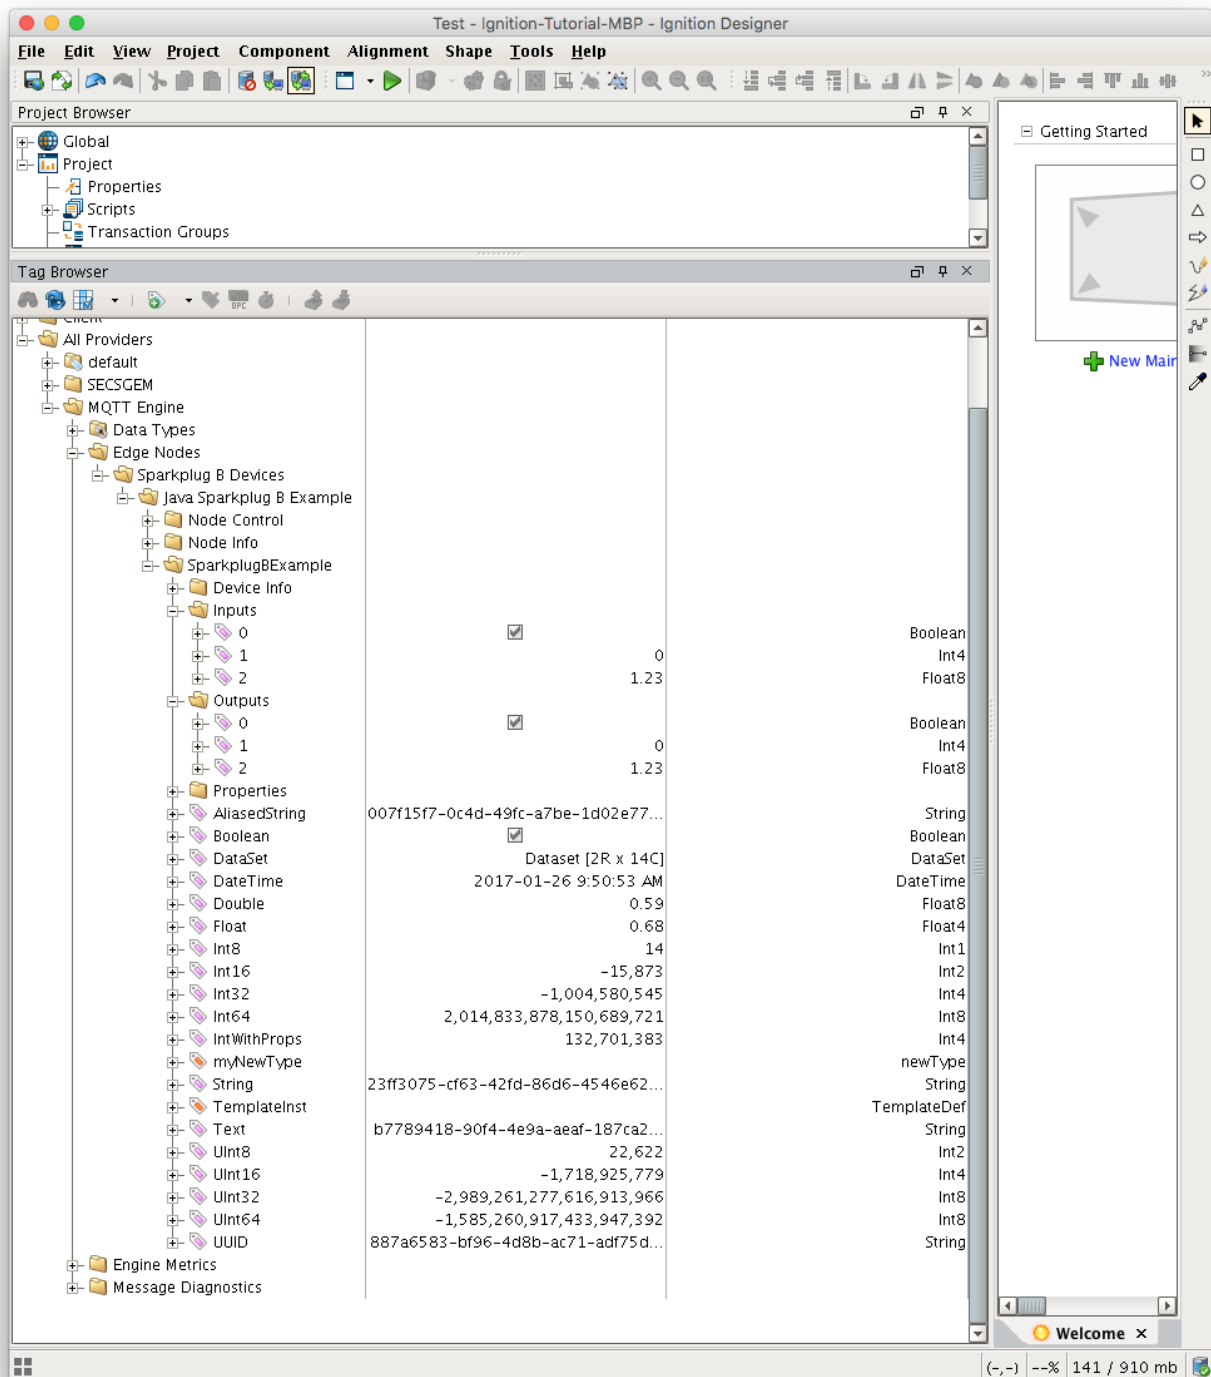 Test - Ignition-Tutorial-MBP - Ignition Designer
File Edit View Project Component Alignment Shape Tools Help
Project Browser
Global
Project
Properties
Scripts
Transaction Groups
Getting Started
New Mair
Tag Browser
OPC
Client
All Providers
default
SECSGEM
MQTT Engine
Data Types
Edge Nodes
Sparkplug B Devices
Java Sparkplug B Example
Node Control
Node Info
SparkplugBExample
Device Info
Inputs
0 Boolean
1 0 Int4
2 1.23 Float8
Outputs
0 Boolean
1 0 Int4
2 1.23 Float8
Properties
AliasedString 007f15f7-0c4d-49fc-a7be-1d02e77... String
Boolean Boolean
DataSet Dataset [2R x 14C] DataSet
DateTime 2017-01-26 9:50:53 AM DateTime
Double 0.59 Float8
Float 0.68 Float4
Int8 14 Int1
Int16 -15,873 Int2
Int32 -1,004,580,545 Int4
Int64 2,014,833,878,150,689,721 Int8
IntWithProps 132,701,383 Int4
myNewType newType
String 23ff3075-cf63-42fd-86d6-4546e62... String
TemplateInst TemplateDef
Text b7789418-90f4-4e9a-aeaf-187ca2... String
UInt8 22,622 Int2
UInt16 -1,718,925,779 Int4
UInt32 -2,989,261,277,616,913,966 Int8
UInt64 -1,585,260,917,433,947,392 Int8
UUID 887a6583-bf96-4d8b-ac71-adf75d... String
Engine Metrics
Message Diagnostics
Welcome
(-,-) --% 141 / 910 mb